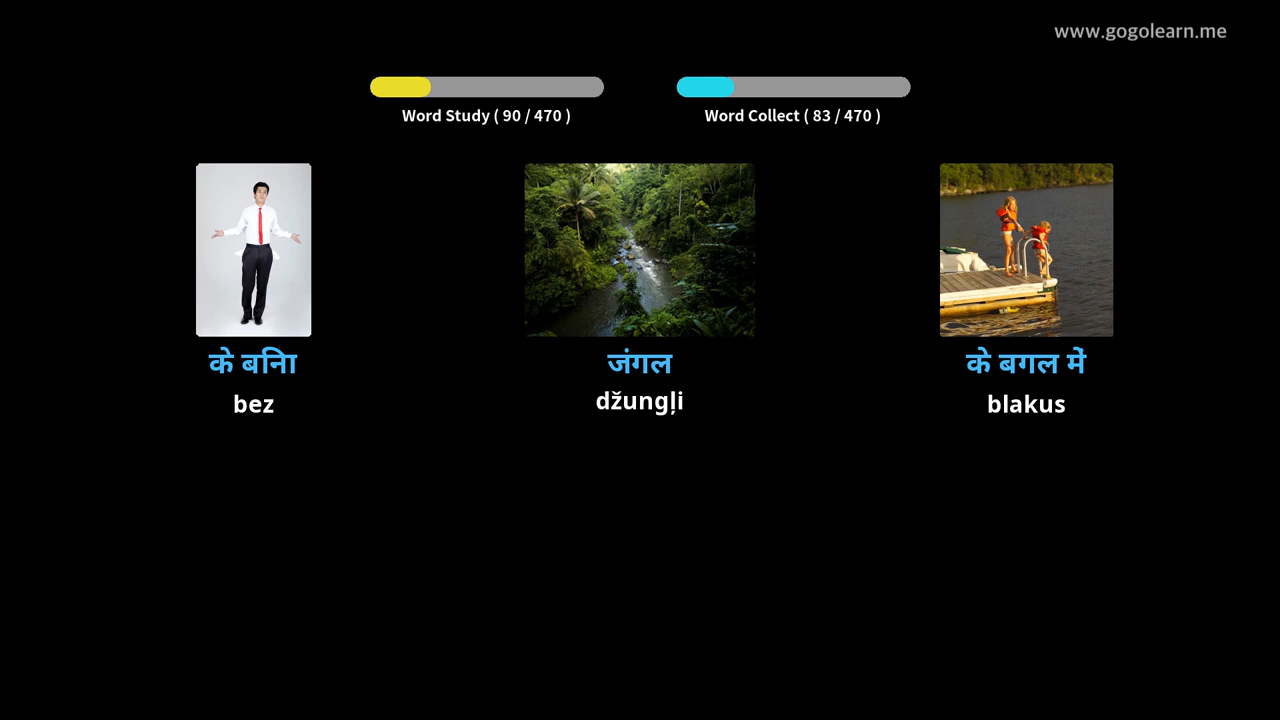 www.gogolearn.me
Word Study ( 90 / 470 )
Word Collect ( 83 / 470 )
के बिना
जंगल
के बगल में
bez
džungļi
blakus